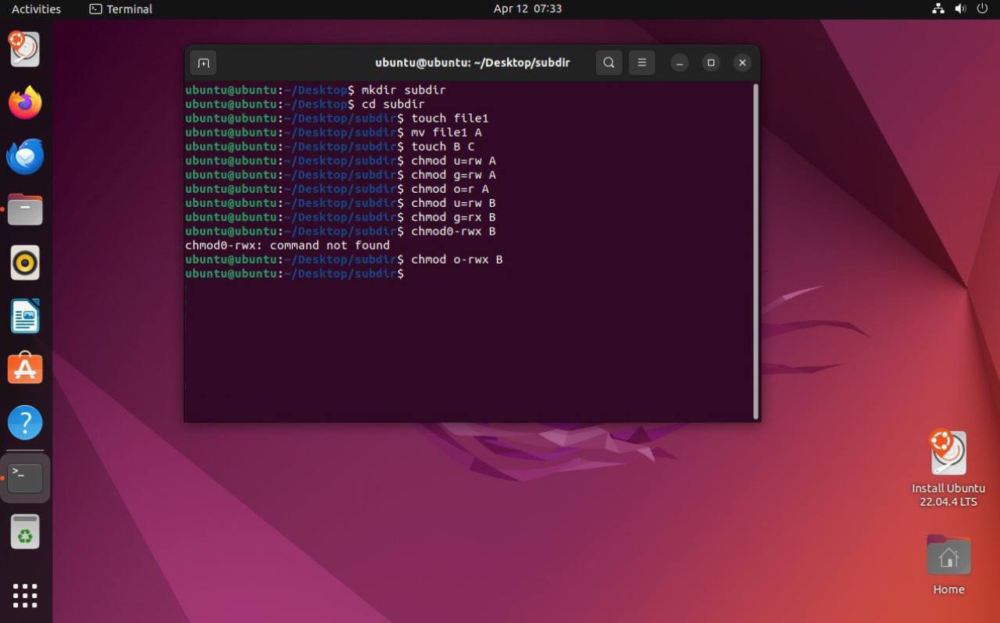 Activities Terminal Apr 12 07:33
ubuntu@ubuntu: ~/Desktop/subdir
ubuntu@ubuntu:~/Desktop$ mkdir subdir
ubuntu@ubuntu:~/Desktop$ cd subdir
ubuntu@ubuntu:~/Desktop/subdir$ touch file1
ubuntu@ubuntu:~/Desktop/subdir$ mv file1 A
ubuntu@ubuntu:~/Desktop/subdir$ touch B C
ubuntu@ubuntu:~/Desktop/subdir$ chmod u=rw A
ubuntu@ubuntu:~/Desktop/subdir$ chmod g=rw A
ubuntu@ubuntu:~/Desktop/subdir$ chmod o=r A
ubuntu@ubuntu:~/Desktop/subdir$ chmod u=rw B
ubuntu@ubuntu:~/Desktop/subdir$ chmod g=rx B
ubuntu@ubuntu:~/Desktop/subdir$ chmod0-rwx B
chmod0-rwx: command not found
ubuntu@ubuntu:~/Desktop/subdir$ chmod o-rwx B
ubuntu@ubuntu:~/Desktop/subdir$
Install Ubuntu
22.04.4 LTS
Home